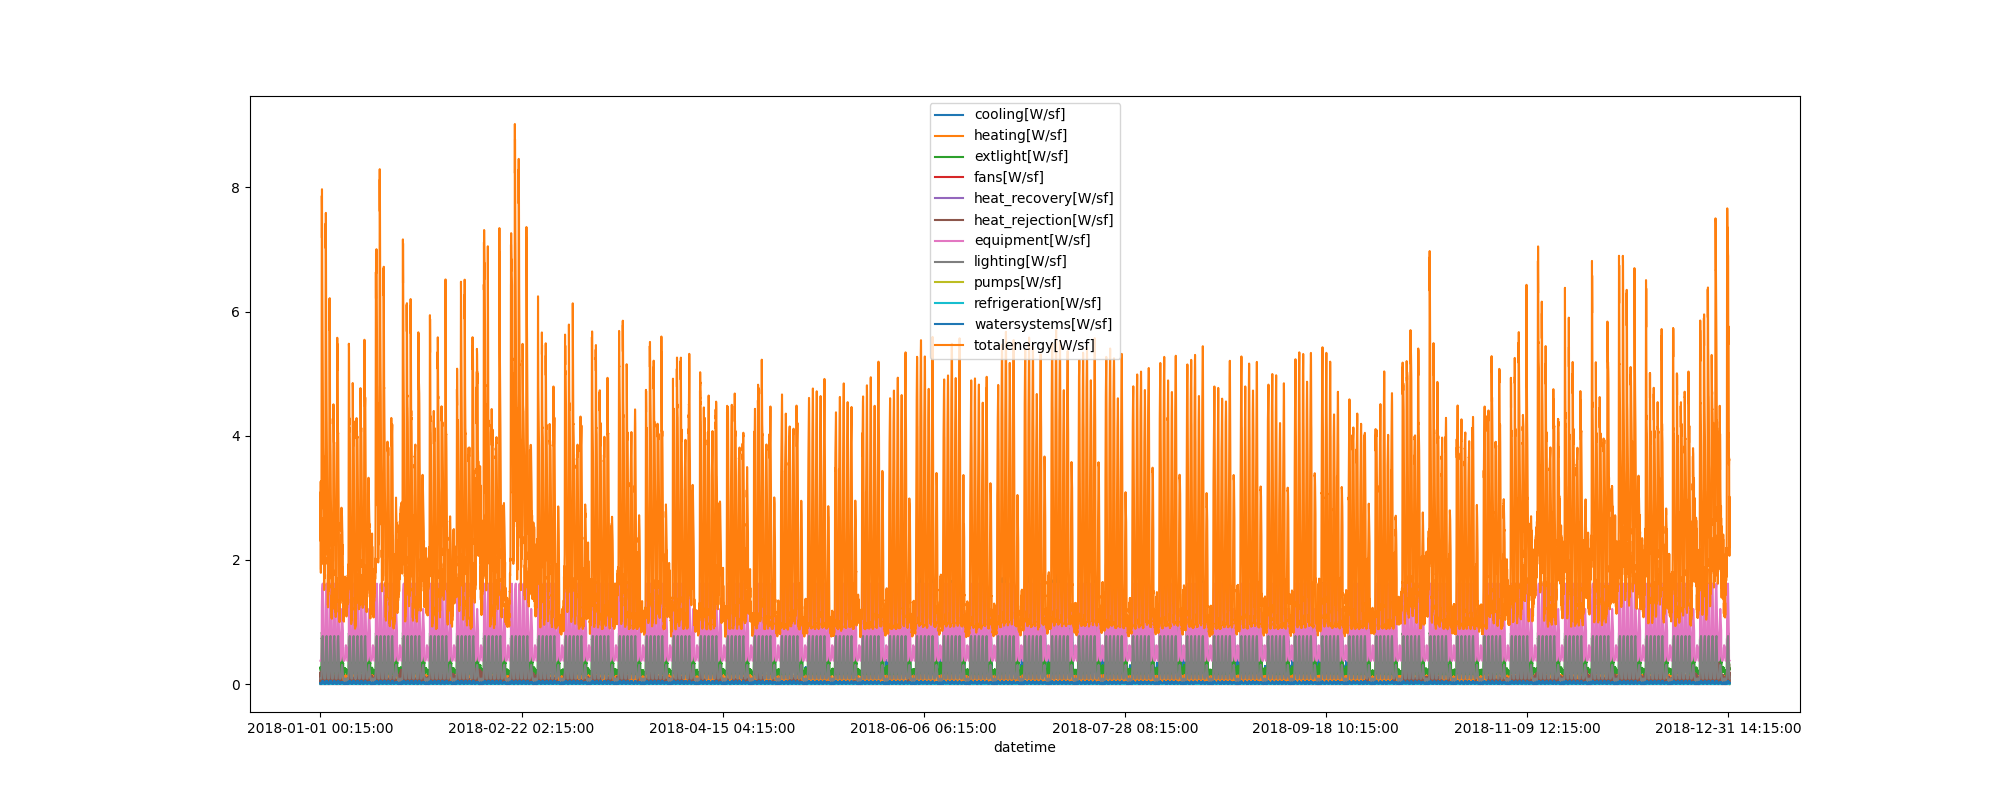 cooling[W/sf]
heating[W/sf]
extlight[W/sf]
fans[W/sf]
heat_recovery[W/sf]
heat_rejection[W/sf]
equipment[W/sf]
lighting[W/sf]
pumps[W/sf]
refrigeration[W/sf]
watersystems[W/sf]
totalenergy[W/sf]
8
6
4
2
0
2018-01-01 00:15:00 2018-02-22 02:15:00 2018-04-15 04:15:00 2018-06-06 06:15:00 2018-07-28 08:15:00 2018-09-18 10:15:00 2018-11-09 12:15:00 2018-12-31 14:15:00
datetime